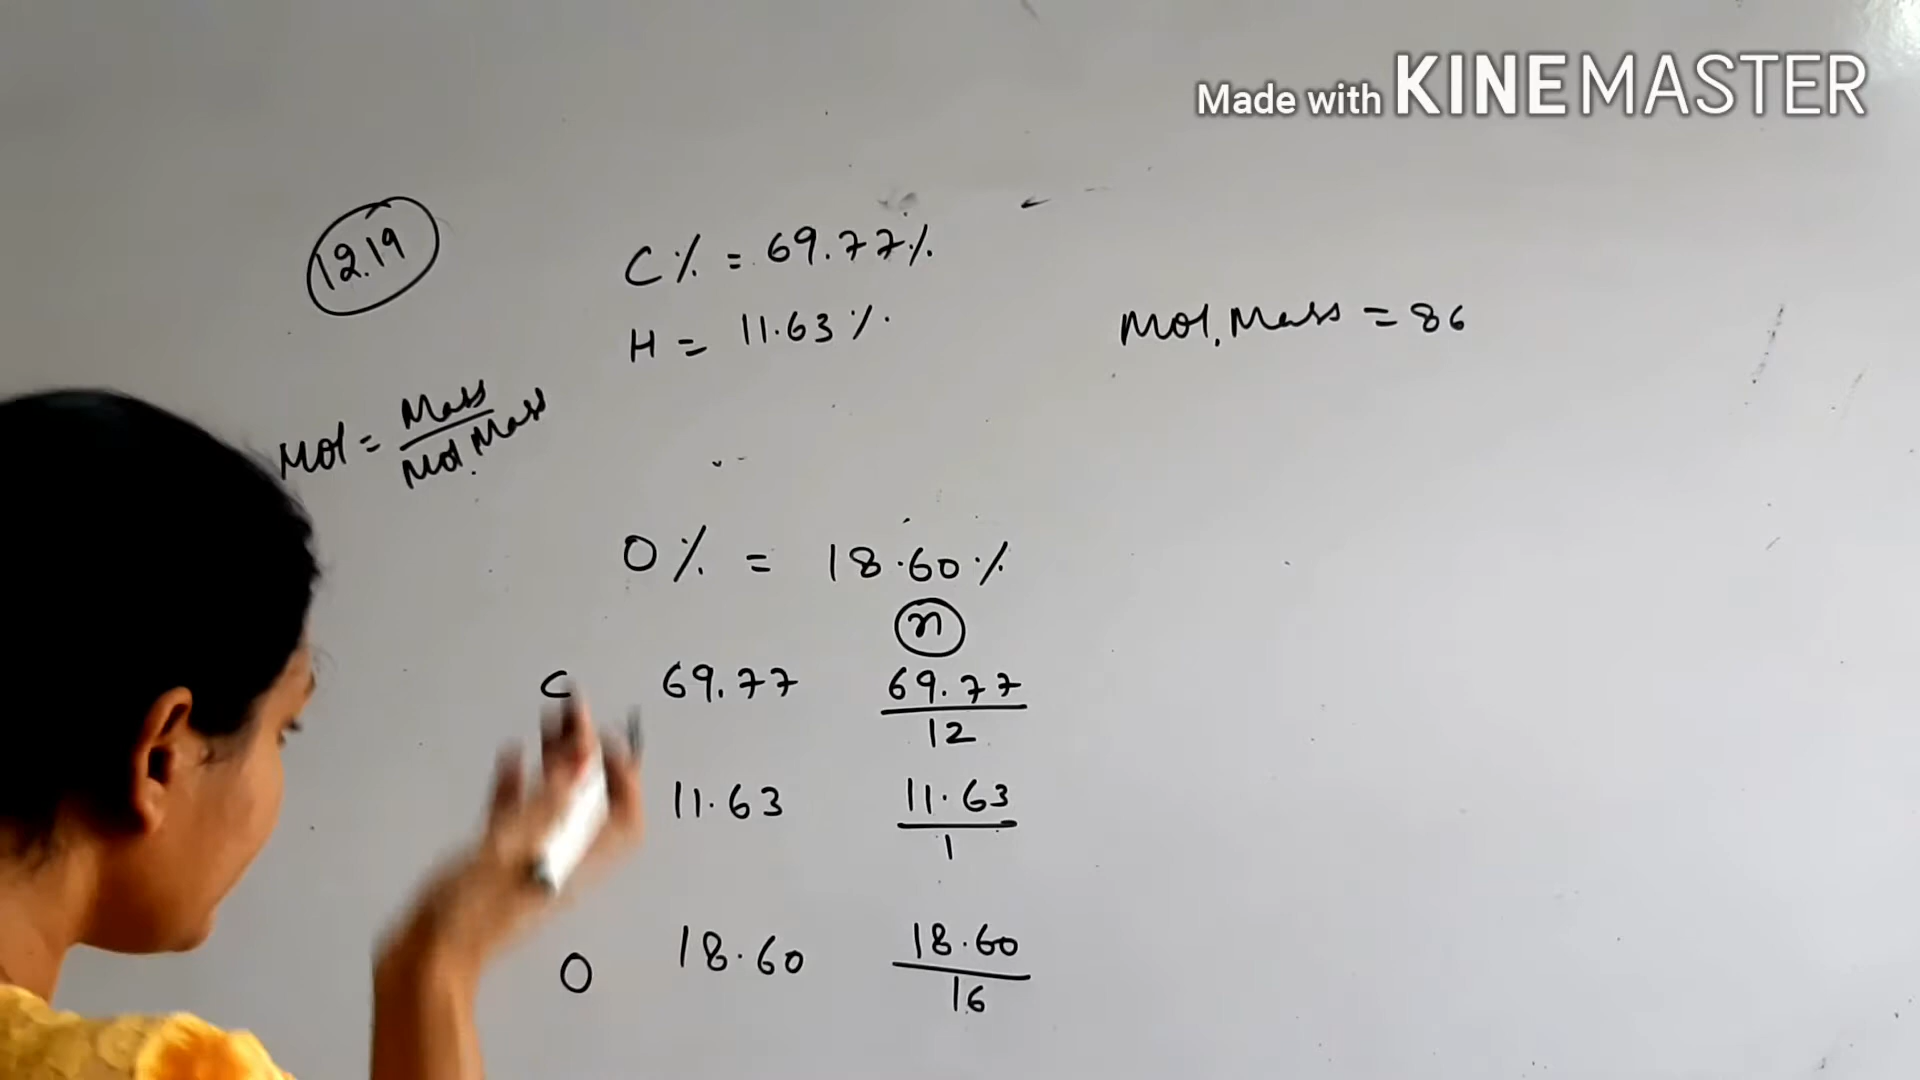 Made with KINEMASTER
12.19
C% = 69.77%
H = 11.63%
Mol. Mass = 86
Mol = Mass / Mol. Mass
O% = 18.60%
n
C 69.77 69.77/12
11.63 11.63/1
O 18.60 18.60/16